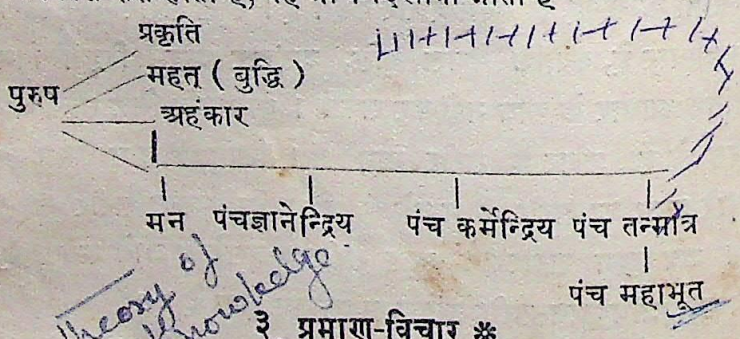 प्रकृति
महत् ( बुद्धि )
पुरुष
अहंकार
मन पंचज्ञानेन्द्रिय पंच कर्मेन्द्रिय पंच तन्मात्र
पंच महाभूत
Theory of
Knowledge
३ प्रमाण-विचार *